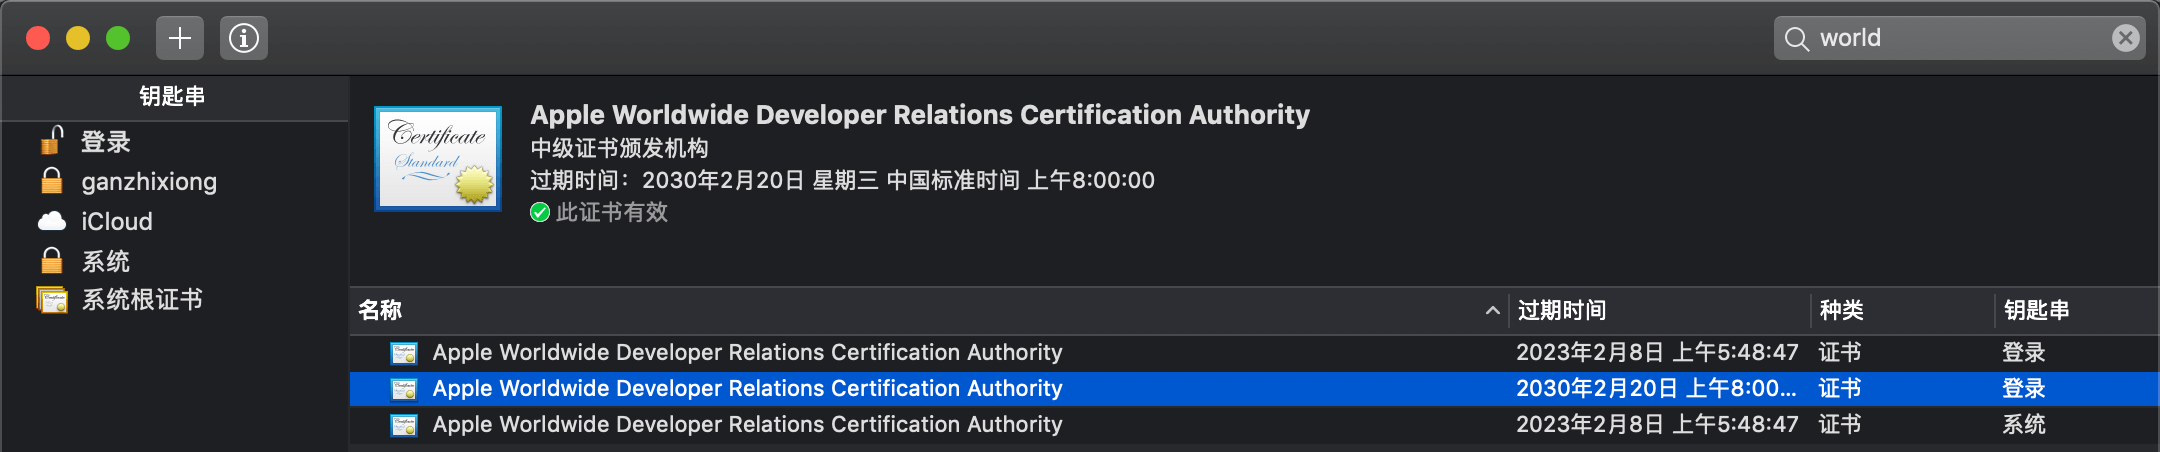 world
钥匙串
登录
ganzhixiong
iCloud
系统
系统根证书
Certificate
Standard
Apple Worldwide Developer Relations Certification Authority
中级证书颁发机构
过期时间：2030年2月20日 星期三 中国标准时间 上午8:00:00
此证书有效
名称 过期时间 种类 钥匙串
Apple Worldwide Developer Relations Certification Authority 2023年2月8日 上午5:48:47 证书 登录
Apple Worldwide Developer Relations Certification Authority 2030年2月20日 上午8:00... 证书 登录
Apple Worldwide Developer Relations Certification Authority 2023年2月8日 上午5:48:47 证书 系统